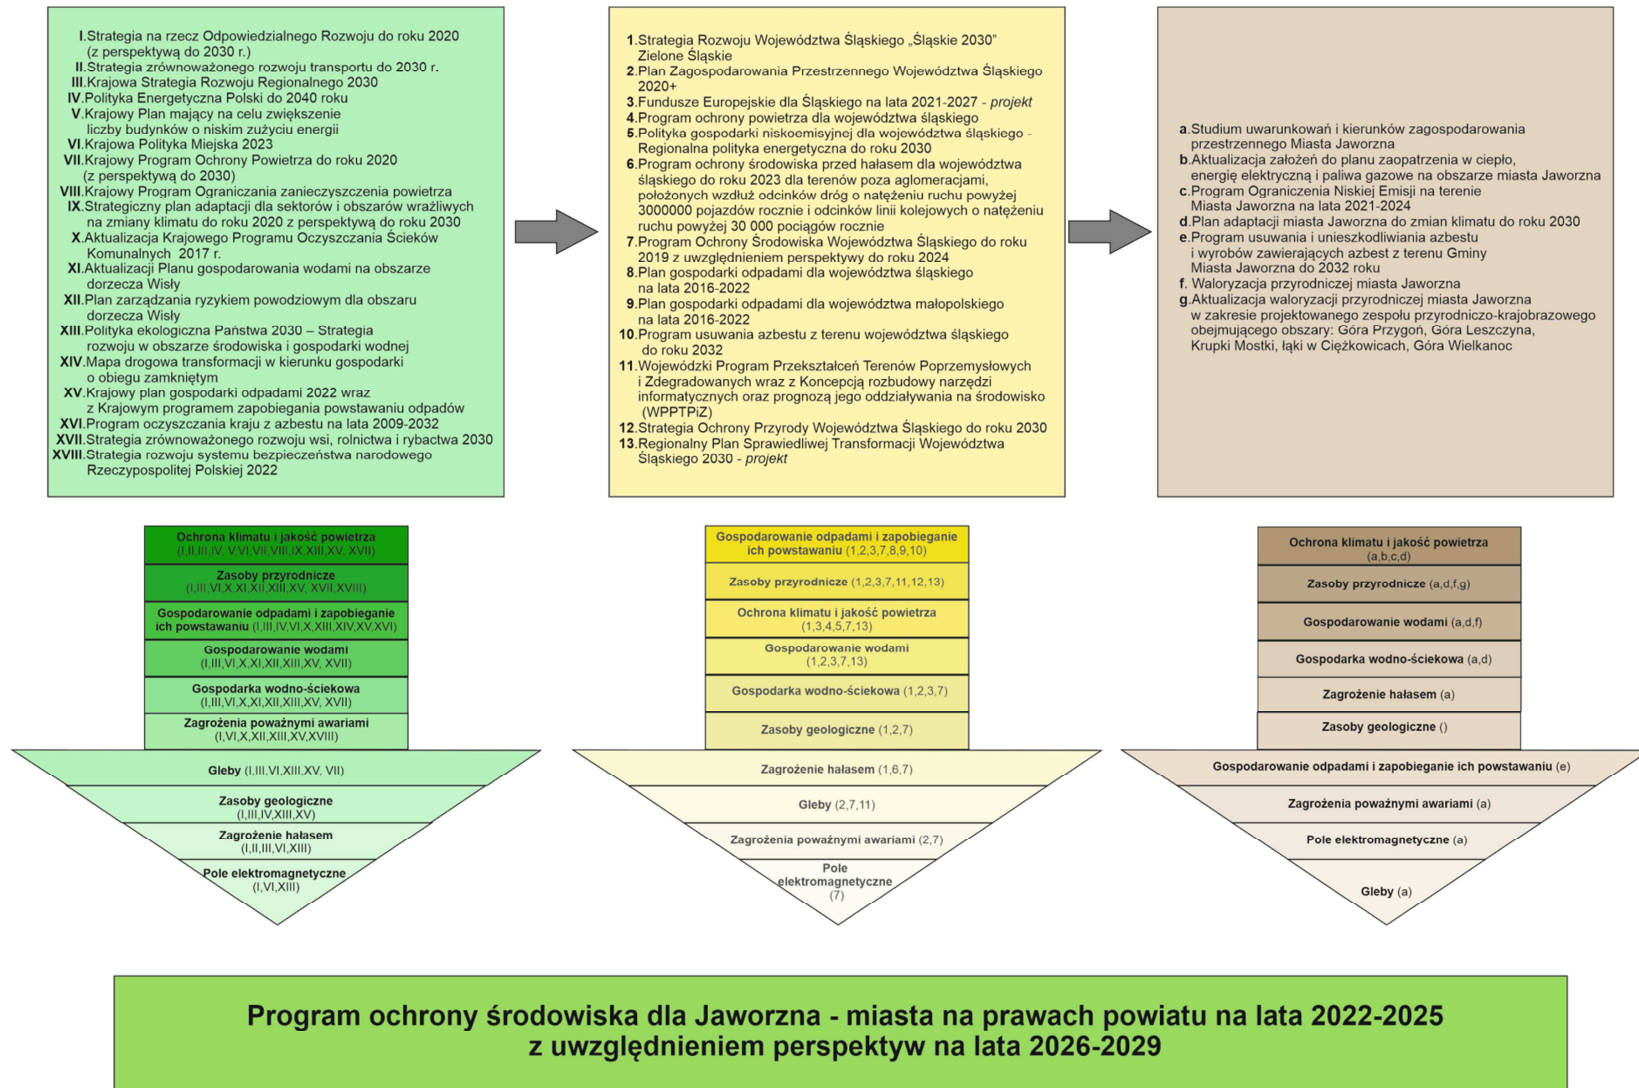 I.Strategia na rzecz Odpowiedzialnego Rozwoju do roku 2020
(z perspektywą do 2030 r.)
II.Strategia zrównoważonego rozwoju transportu do 2030 r.
III.Krajowa Strategia Rozwoju Regionalnego 2030
IV.Polityka Energetyczna Polski do 2040 roku
V.Krajowy Plan mający na celu zwiększenie
liczby budynków o niskim zużyciu energii
VI.Krajowa Polityka Miejska 2023
VII.Krajowy Program Ochrony Powietrza do roku 2020
(z perspektywą do 2030)
VIII.Krajowy Program Ograniczania zanieczyszczenia powietrza
IX.Strategiczny plan adaptacji dla sektorów i obszarów wrażliwych
na zmiany klimatu do roku 2020 z perspektywą do roku 2030
X.Aktualizacja Krajowego Programu Oczyszczania Ścieków
Komunalnych 2017 r.
XI.Aktualizacji Planu gospodarowania wodami na obszarze
dorzecza Wisły
XII.Plan zarządzania ryzykiem powodziowym dla obszaru
dorzecza Wisły
XIII.Polityka ekologiczna Państwa 2030 – Strategia
rozwoju w obszarze środowiska i gospodarki wodnej
XIV.Mapa drogowa transformacji w kierunku gospodarki
o obiegu zamkniętym
XV.Krajowy plan gospodarki odpadami 2022 wraz
z Krajowym programem zapobiegania powstawaniu odpadów
XVI.Program oczyszczania kraju z azbestu na lata 2009-2032
XVII.Strategia zrównoważonego rozwoju wsi, rolnictwa i rybactwa 2030
XVIII.Strategia rozwoju systemu bezpieczeństwa narodowego
Rzeczypospolitej Polskiej 2022
1.Strategia Rozwoju Województwa Śląskiego „Śląskie 2030”
Zielone Śląskie
2.Plan Zagospodarowania Przestrzennego Województwa Śląskiego
2020+
3.Fundusze Europejskie dla Śląskiego na lata 2021-2027 - projekt
4.Program ochrony powietrza dla województwa śląskiego
5.Polityka gospodarki niskoemisyjnej dla województwa śląskiego -
Regionalna polityka energetyczna do roku 2030
6.Program ochrony środowiska przed hałasem dla województwa
śląskiego do roku 2023 dla terenów poza aglomeracjami,
położonych wzdłuż odcinków dróg o natężeniu ruchu powyżej
3000000 pojazdów rocznie i odcinków linii kolejowych o natężeniu
ruchu powyżej 30 000 pociągów rocznie
7.Program Ochrony Środowiska Województwa Śląskiego do roku
2019 z uwzględnieniem perspektywy do roku 2024
8.Plan gospodarki odpadami dla województwa śląskiego
na lata 2016-2022
9.Plan gospodarki odpadami dla województwa małopolskiego
na lata 2016-2022
10.Program usuwania azbestu z terenu województwa śląskiego
do roku 2032
11.Wojewódzki Program Przekształceń Terenów Poprzemysłowych
i Zdegradowanych wraz z Koncepcją rozbudowy narzędzi
informatycznych oraz prognozą jego oddziaływania na środowisko
(WPPTPiZ)
12.Strategia Ochrony Przyrody Województwa Śląskiego do roku 2030
13.Regionalny Plan Sprawiedliwej Transformacji Województwa
Śląskiego 2030 - projekt
a.Studium uwarunkowań i kierunków zagospodarowania
przestrzennego Miasta Jaworzna
b.Aktualizacja założeń do planu zaopatrzenia w ciepło,
energię elektryczną i paliwa gazowe na obszarze miasta Jaworzna
c.Program Ograniczenia Niskiej Emisji na terenie
Miasta Jaworzna na lata 2021-2024
d.Plan adaptacji miasta Jaworzna do zmian klimatu do roku 2030
e.Program usuwania i unieszkodliwiania azbestu
i wyrobów zawierających azbest z terenu Gminy
Miasta Jaworzna do 2032 roku
f. Waloryzacja przyrodniczej miasta Jaworzna
g.Aktualizacja waloryzacji przyrodniczej miasta Jaworzna
w zakresie projektowanego zespołu przyrodniczo-krajobrazowego
obejmującego obszary: Góra Przygoń, Góra Leszczyna,
Krupki Mostki, łąki w Ciężkowicach, Góra Wielkanoc
Ochrona klimatu i jakość powietrza
(I,II,III,IV, V,VI,VII,VIII,IX,XIII,XV, XVII)
Zasoby przyrodnicze
(I,III,VI,X,XI,XII,XIII,XV, XVII,XVIII)
Gospodarowanie odpadami i zapobieganie
ich powstawaniu (I,III,IV,VI,X,XIII,XIV,XV,XVI)
Gospodarowanie wodami
(I,III,VI,X,XI,XII,XIII,XV, XVII)
Gospodarka wodno-ściekowa
(I,III,VI,X,XI,XII,XIII,XV, XVII)
Zagrożenia poważnymi awariami
(I,VI,X,XII,XIII,XV,XVIII)
Gleby (I,III,VI,XIII,XV, VII)
Zasoby geologiczne
(I,III,IV,XIII,XV)
Zagrożenie hałasem
(I,II,III,VI,XIII)
Pole elektromagnetyczne
(I,VI,XIII)
Gospodarowanie odpadami i zapobieganie
ich powstawaniu (1,2,3,7,8,9,10)
Zasoby przyrodnicze (1,2,3,7,11,12,13)
Ochrona klimatu i jakość powietrza
(1,3,4,5,7,13)
Gospodarowanie wodami
(1,2,3,7,13)
Gospodarka wodno-ściekowa (1,2,3,7)
Zasoby geologiczne (1,2,7)
Zagrożenie hałasem (1,6,7)
Gleby (2,7,11)
Zagrożenia poważnymi awariami (2,7)
Pole
elektromagnetyczne
(7)
Ochrona klimatu i jakość powietrza
(a,b,c,d)
Zasoby przyrodnicze (a,d,f,g)
Gospodarowanie wodami (a,d,f)
Gospodarka wodno-ściekowa (a,d)
Zagrożenie hałasem (a)
Zasoby geologiczne ()
Gospodarowanie odpadami i zapobieganie ich powstawaniu (e)
Zagrożenia poważnymi awariami (a)
Pole elektromagnetyczne (a)
Gleby (a)
Program ochrony środowiska dla Jaworzna - miasta na prawach powiatu na lata 2022-2025
z uwzględnieniem perspektyw na lata 2026-2029